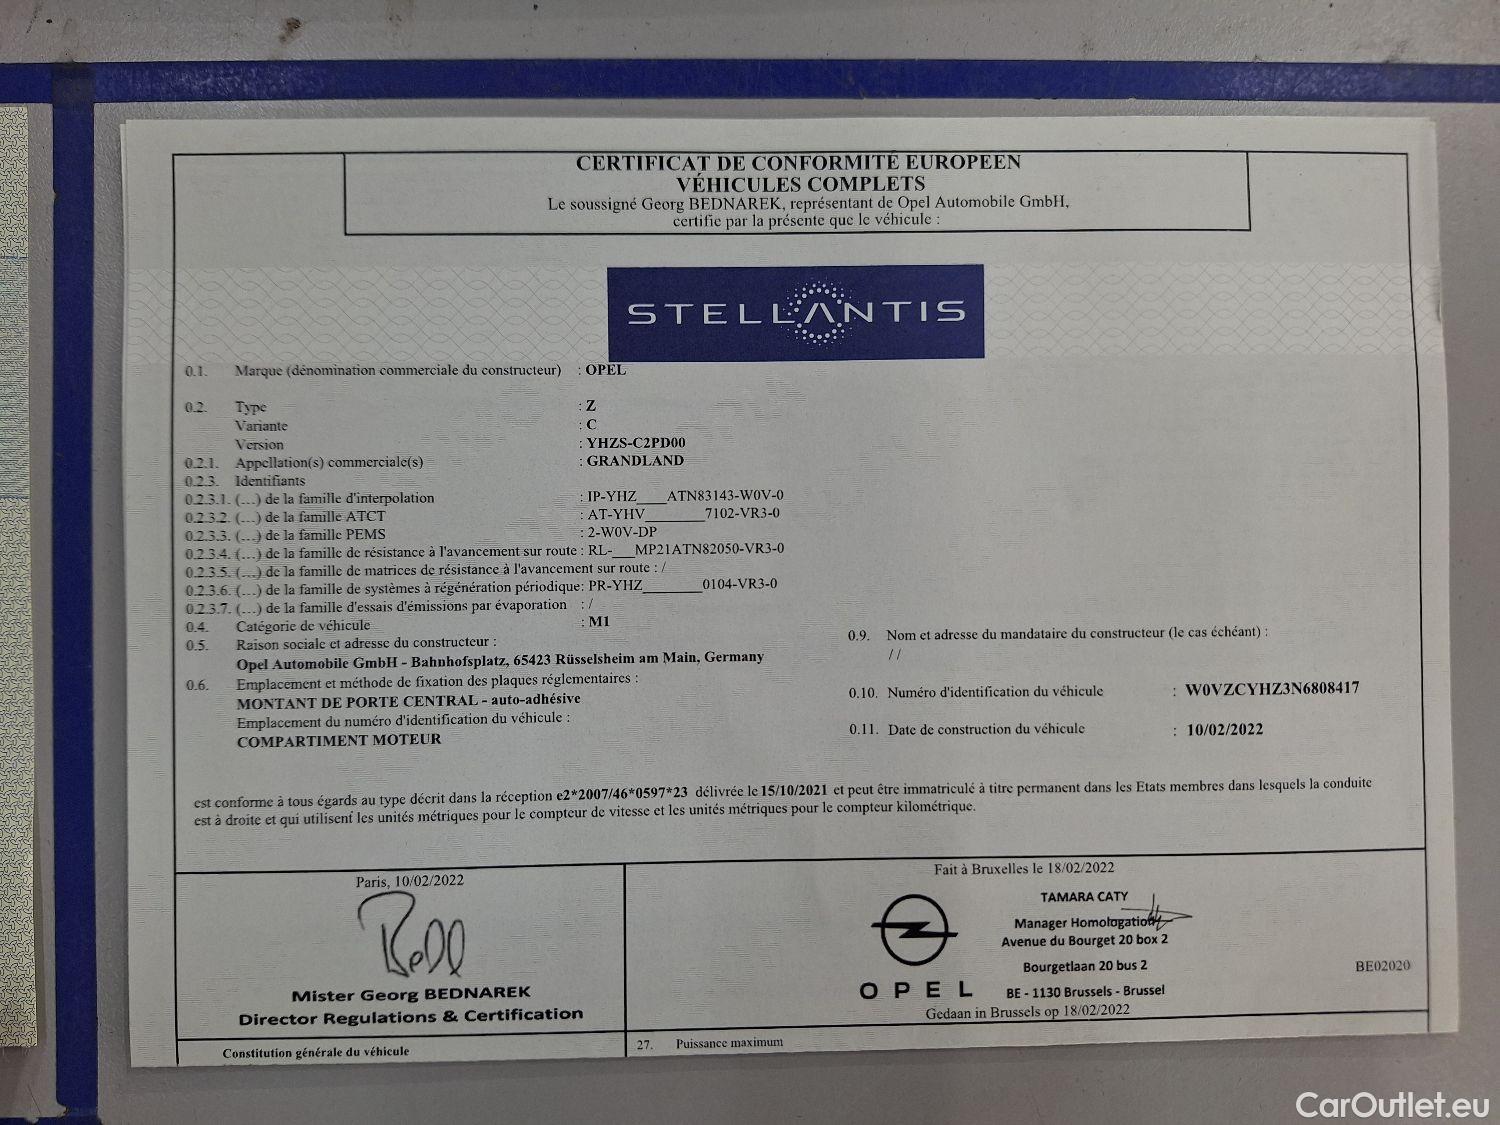 CERTIFICAT DE CONFORMITÉ EUROPEEN
VÉHICULES COMPLETS
Le soussigné Georg BEDNAREK, représentant de Opel Automobile GmbH,
certifie par la présente que le véhicule :
STELLANTIS
0.1. Marque (dénomination commerciale du constructeur) : OPEL
0.2. Type : Z
Variante : C
Version : YHZS-C2PD00
0.2.1. Appellation(s) commerciale(s) : GRANDLAND
0.2.3. Identifiants
0.2.3.1. (...) de la famille d'interpolation : IP-YHZ____ATN83143-W0V-0
0.2.3.2. (...) de la famille ATCT : AT-YHV________7102-VR3-0
0.2.3.3. (...) de la famille PEMS : 2-W0V-DP
0.2.3.4. (...) de la famille de résistance à l'avancement sur route : RL-___MP21ATN82050-VR3-0
0.2.3.5. (...) de la famille de matrices de résistance à l'avancement sur route : /
0.2.3.6. (...) de la famille de systèmes à régénération périodique: PR-YHZ________0104-VR3-0
0.2.3.7. (...) de la famille d'essais d'émissions par évaporation : /
0.4. Catégorie de véhicule : M1
0.5. Raison sociale et adresse du constructeur :
Opel Automobile GmbH - Bahnhofsplatz, 65423 Rüsselsheim am Main, Germany
0.6. Emplacement et méthode de fixation des plaques réglementaires :
MONTANT DE PORTE CENTRAL - auto-adhésive
Emplacement du numéro d'identification du véhicule :
COMPARTIMENT MOTEUR
0.9. Nom et adresse du mandataire du constructeur (le cas échéant) :
/ /
0.10. Numéro d'identification du véhicule : W0VZCYHZ3N6808417
0.11. Date de construction du véhicule : 10/02/2022
est conforme à tous égards au type décrit dans la réception e2*2007/46*0597*23 délivrée le 15/10/2021 et peut être immatriculé à titre permanent dans les Etats membres dans lesquels la conduite
est à droite et qui utilisent les unités métriques pour le compteur de vitesse et les unités métriques pour le compteur kilométrique.
Paris, 10/02/2022
Bell
Mister Georg BEDNAREK
Director Regulations & Certification
Fait à Bruxelles le 18/02/2022
TAMARA CATY
Manager Homologation
Avenue du Bourget 20 box 2
Bourgetlaan 20 bus 2
BE - 1130 Brussels - Brussel
OPEL
Gedaan in Brussels op 18/02/2022
BE02020
Constitution générale du véhicule
27. Puissance maximum
CarOutlet.eu